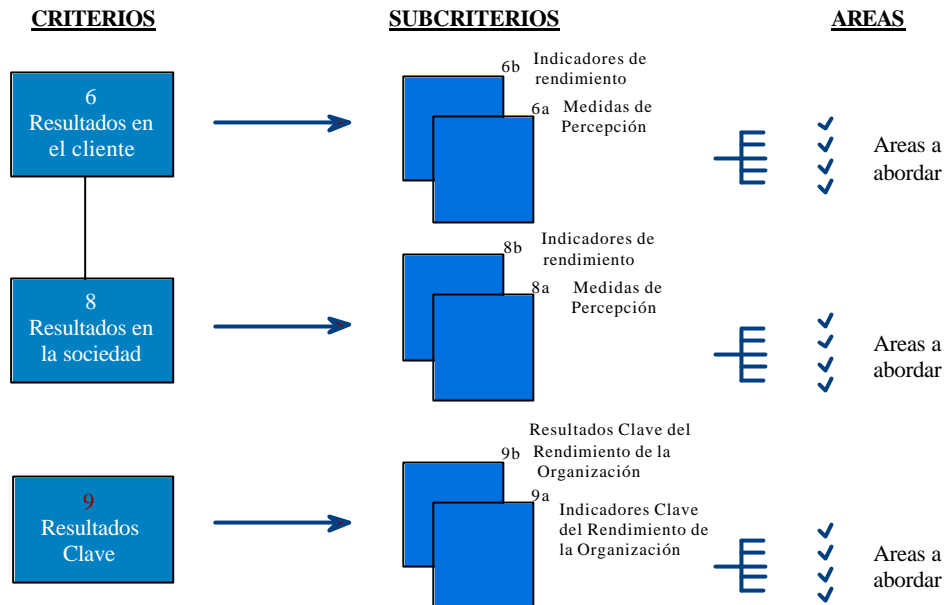 CRITERIOS
SUBCRITERIOS
AREAS
6
Resultados en
el cliente
6b Indicadores de
rendimiento
6a Medidas de
Percepción
Areas a
abordar
8
Resultados en
la sociedad
8b Indicadores de
rendimiento
8a Medidas de
Percepción
Areas a
abordar
9
Resultados
Clave
Resultados Clave del
9b Rendimiento de la
Organización
9a Indicadores Clave
del Rendimiento de
la Organización
Areas a
abordar